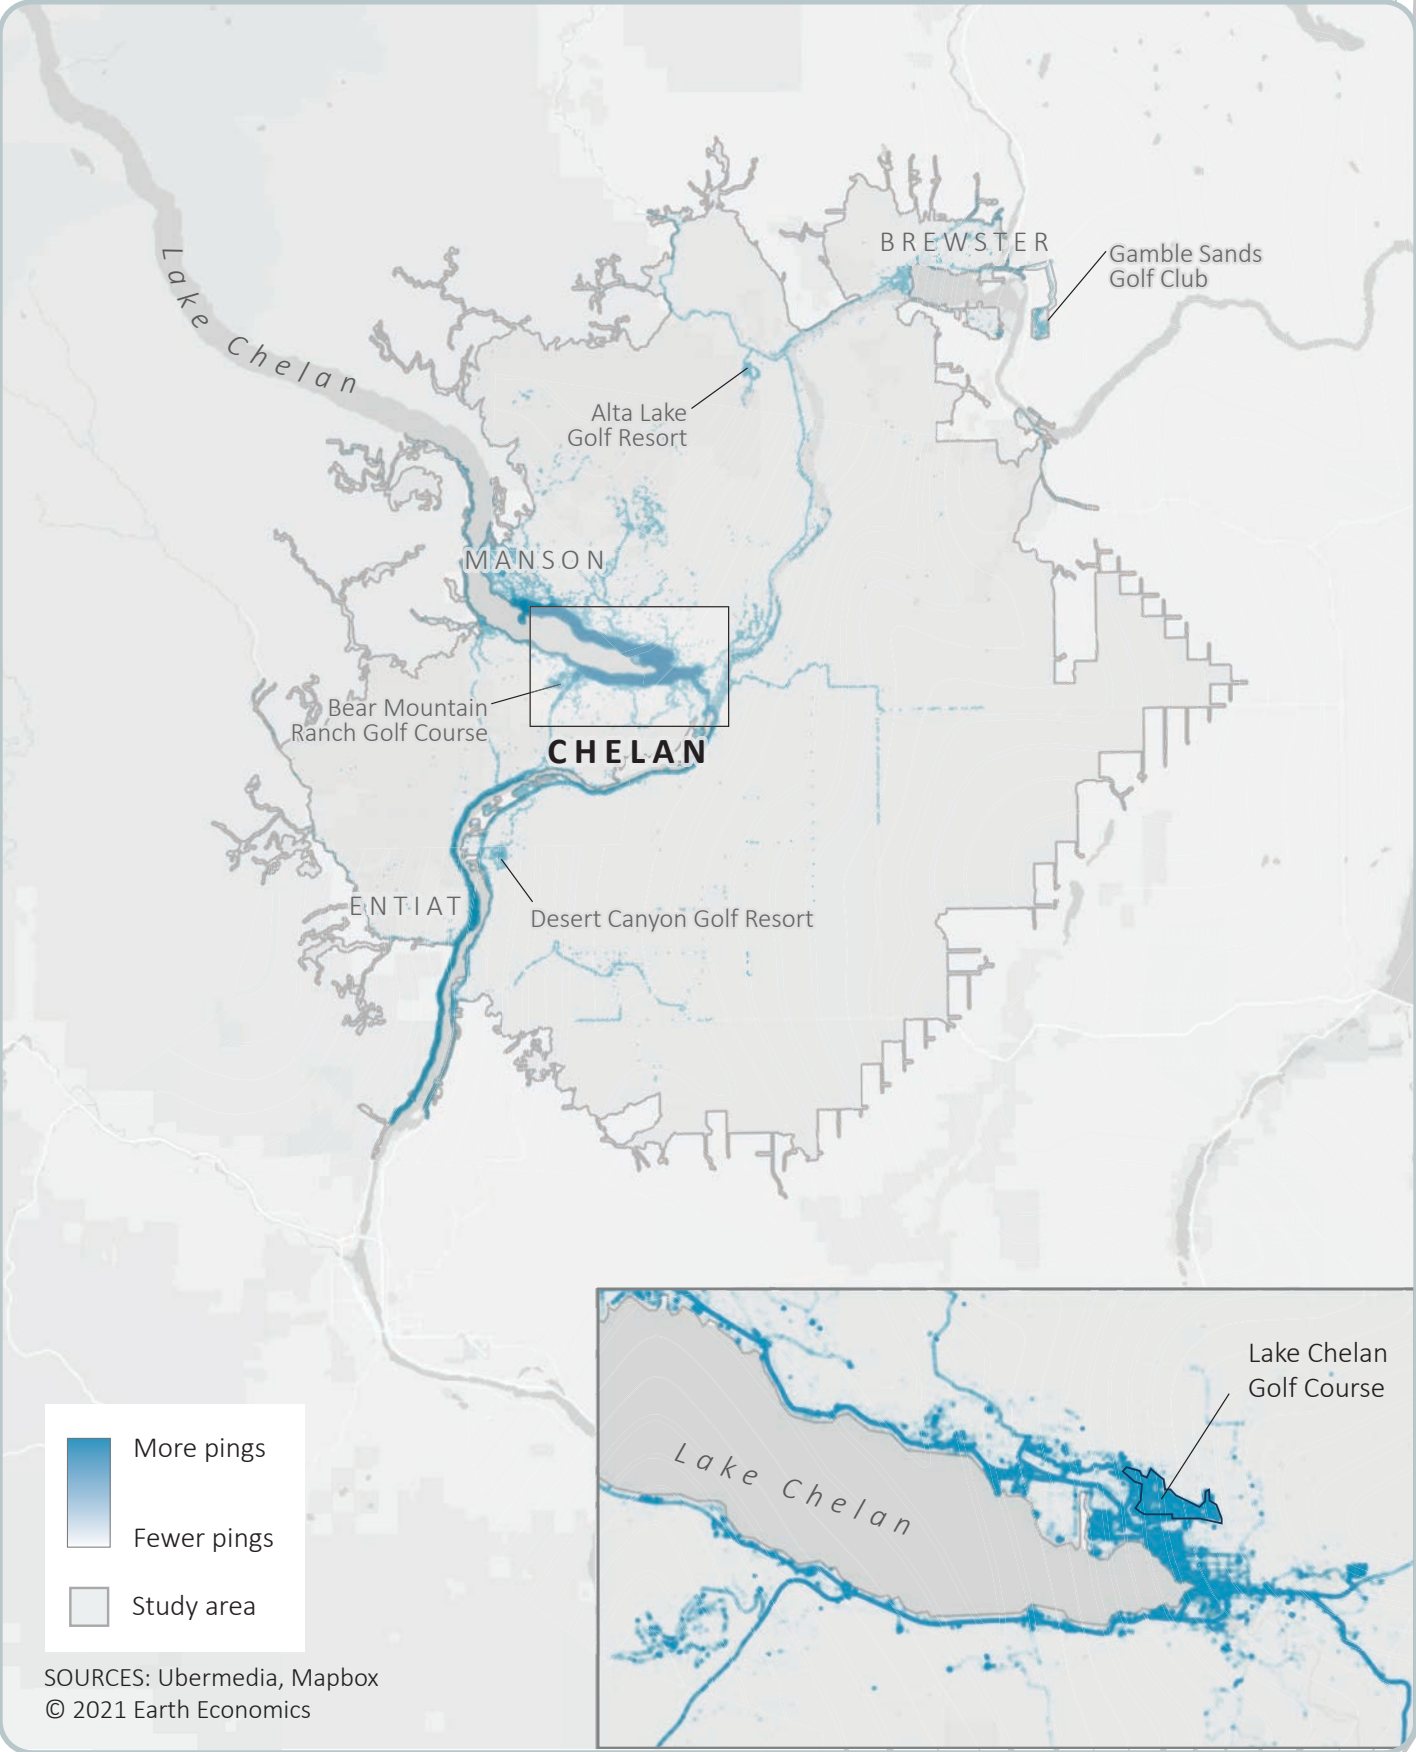 BREWSTER
Gamble Sands
Golf Club
Lake Chelan
Alta Lake
Golf Resort
MANSON
Bear Mountain
Ranch Golf Course
CHELAN
ENTIAT
Desert Canyon Golf Resort
Lake Chelan
Golf Course
Lake Chelan
More pings
Fewer pings
Study area
SOURCES: Ubermedia, Mapbox
© 2021 Earth Economics